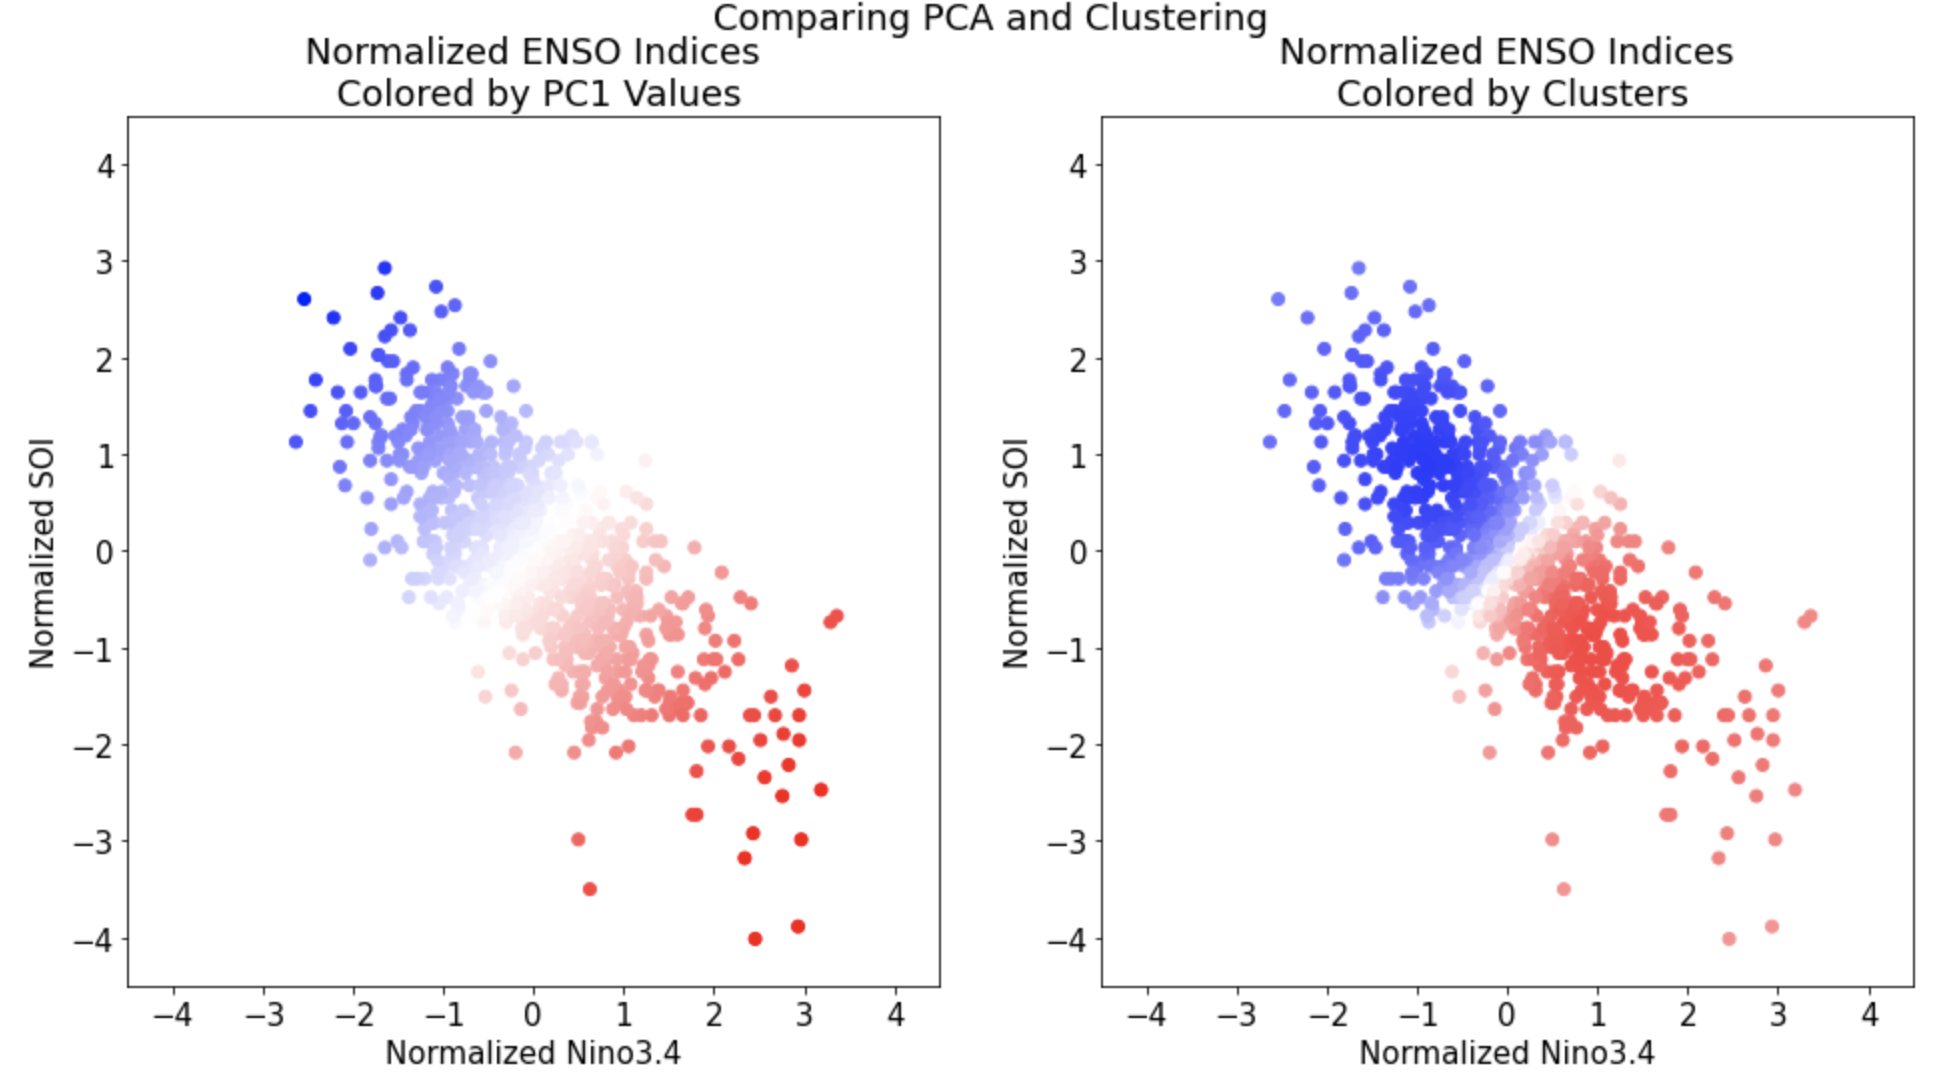 Comparing PCA and Clustering
Normalized ENSO Indices
Colored by PC1 Values
4
3
2
1
0
−1
−2
−3
−4
Normalized SOI
−4 −3 −2 −1 0 1 2 3 4
Normalized Nino3.4
Normalized ENSO Indices
Colored by Clusters
4
3
2
1
0
−1
−2
−3
−4
Normalized SOI
−4 −3 −2 −1 0 1 2 3 4
Normalized Nino3.4